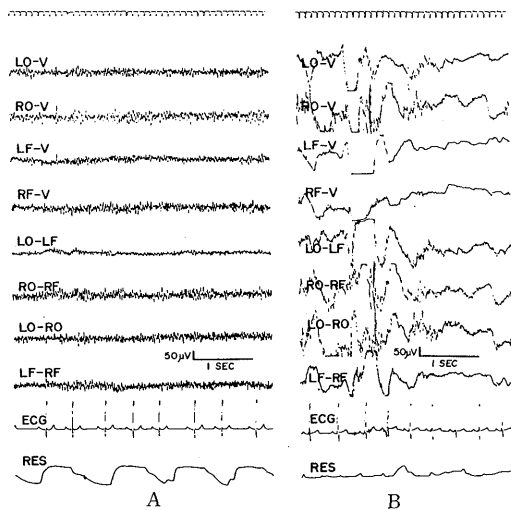 LO-V
RO-V
LF-V
RF-V
LO-LF
RO-RF
LO-RO
50μV
1 SEC
LF-RF
ECG
RES
A
LO-V
RO-V
LF-V
RF-V
LO-LF
RO-RF
LO-RO
50μV
1 SEC
LF-RF
ECG
RES
B